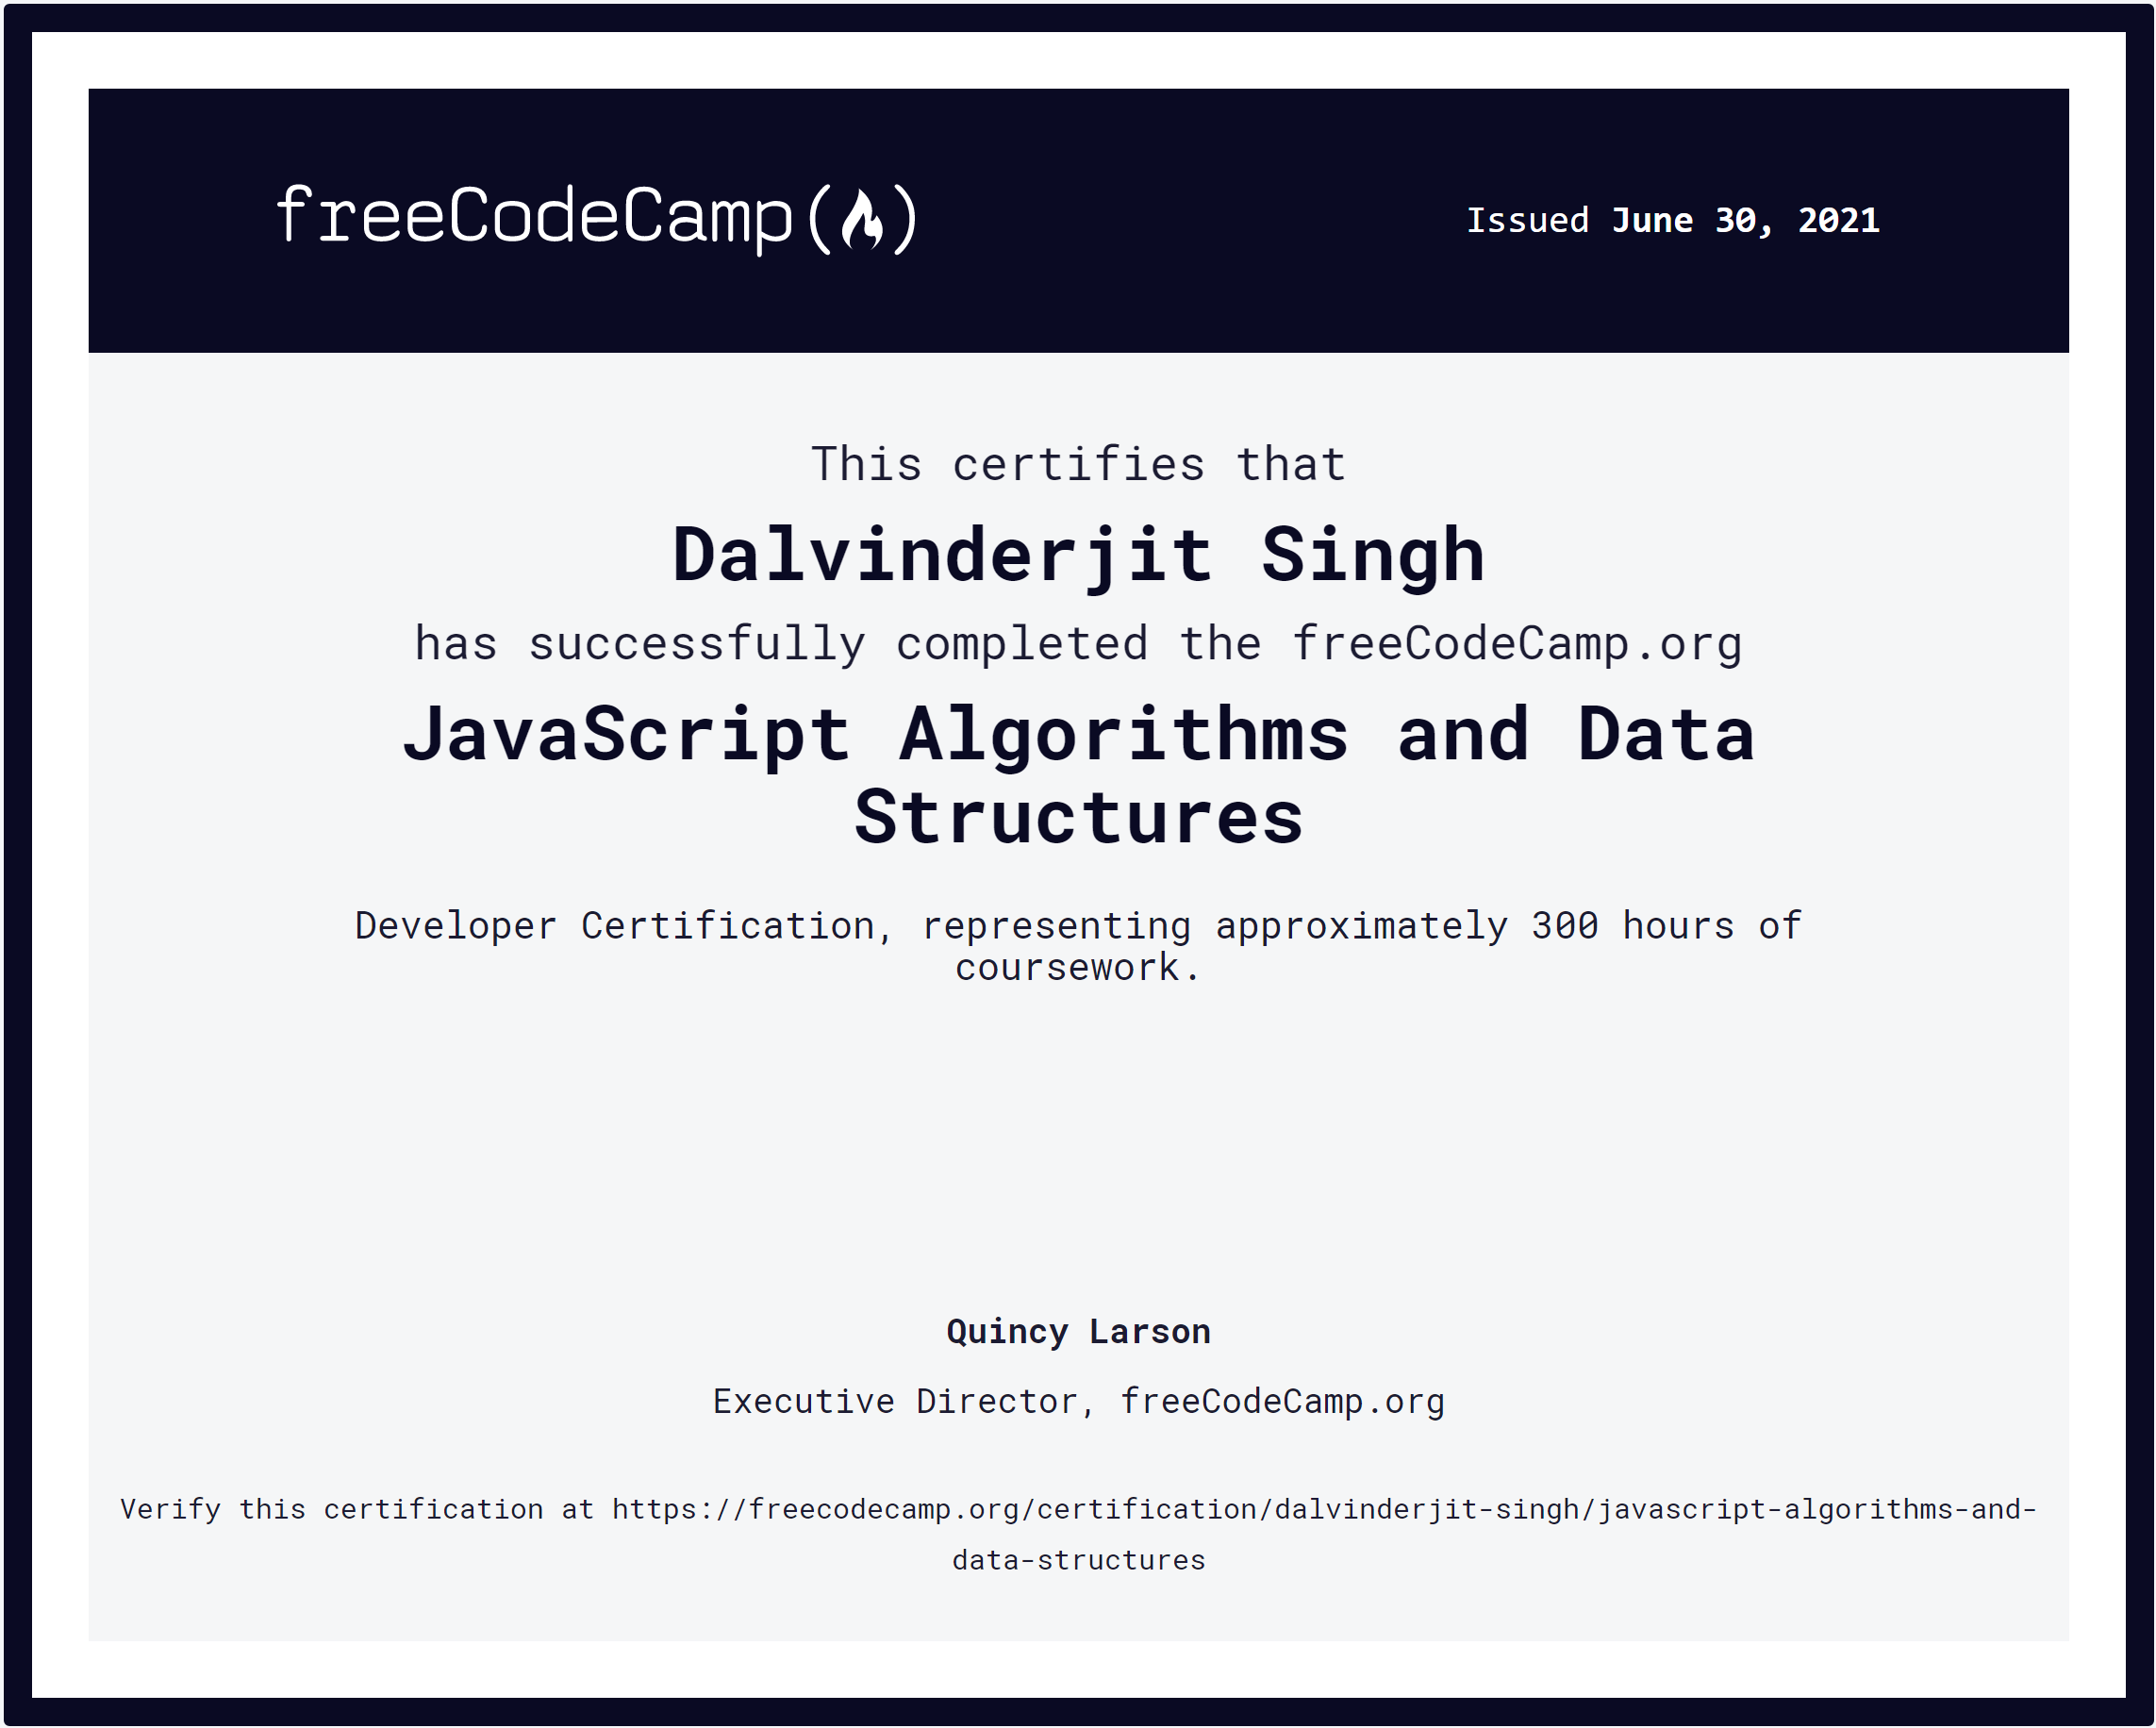 freeCodeCamp(🔥)
Issued June 30, 2021
This certifies that
Dalvinderjit Singh
has successfully completed the freeCodeCamp.org
JavaScript Algorithms and Data
Structures
Developer Certification, representing approximately 300 hours of
coursework.
Quincy Larson
Executive Director, freeCodeCamp.org
Verify this certification at https://freecodecamp.org/certification/dalvinderjit-singh/javascript-algorithms-and-
data-structures